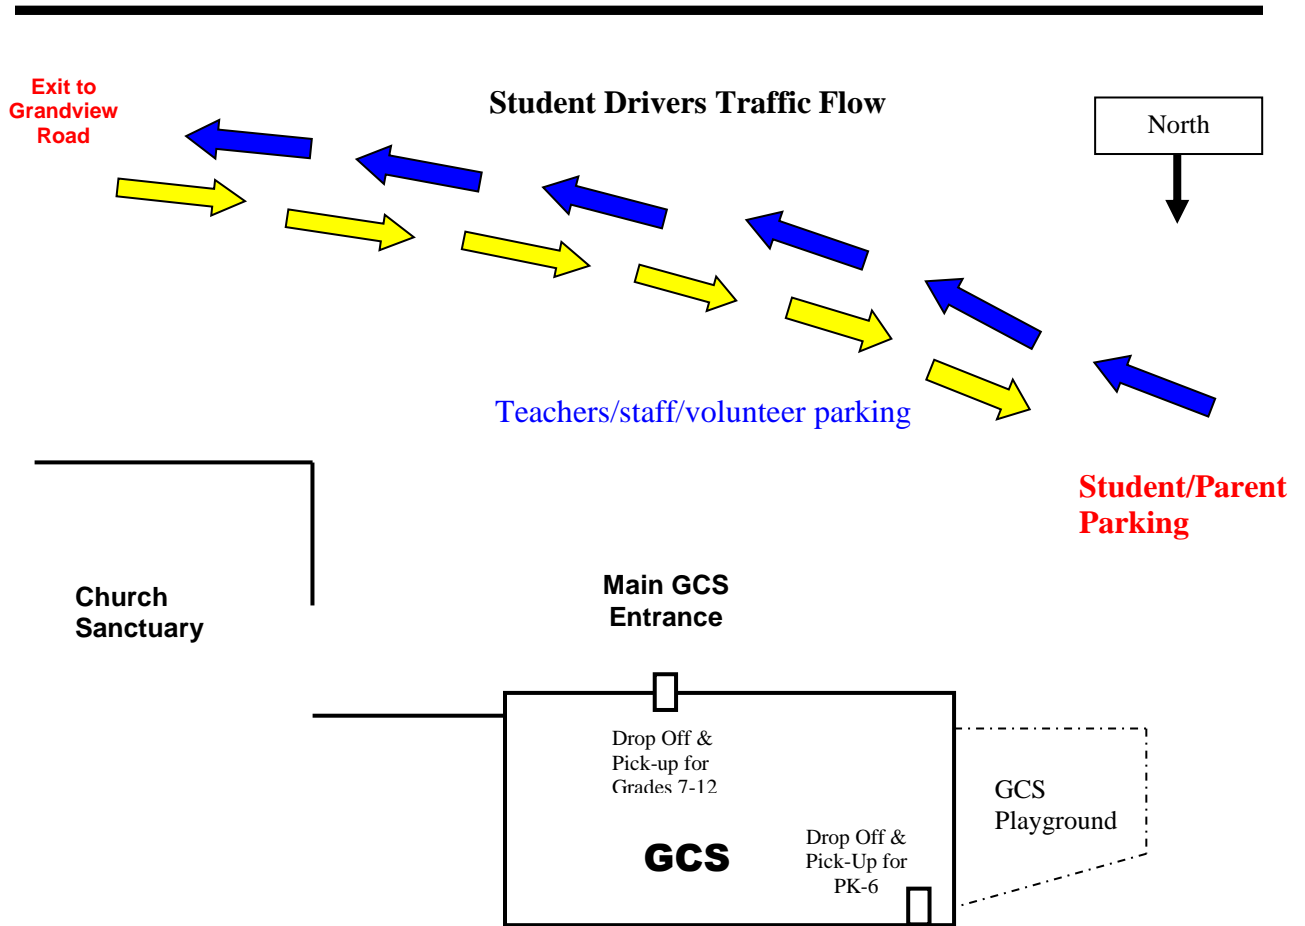 Exit to
Grandview
Road
Student Drivers Traffic Flow
North
Teachers/staff/volunteer parking
Student/Parent
Parking
Church
Sanctuary
Main GCS
Entrance
Drop Off &
Pick-up for
Grades 7-12
GCS
Playground
Drop Off &
Pick-Up for
PK-6
GCS